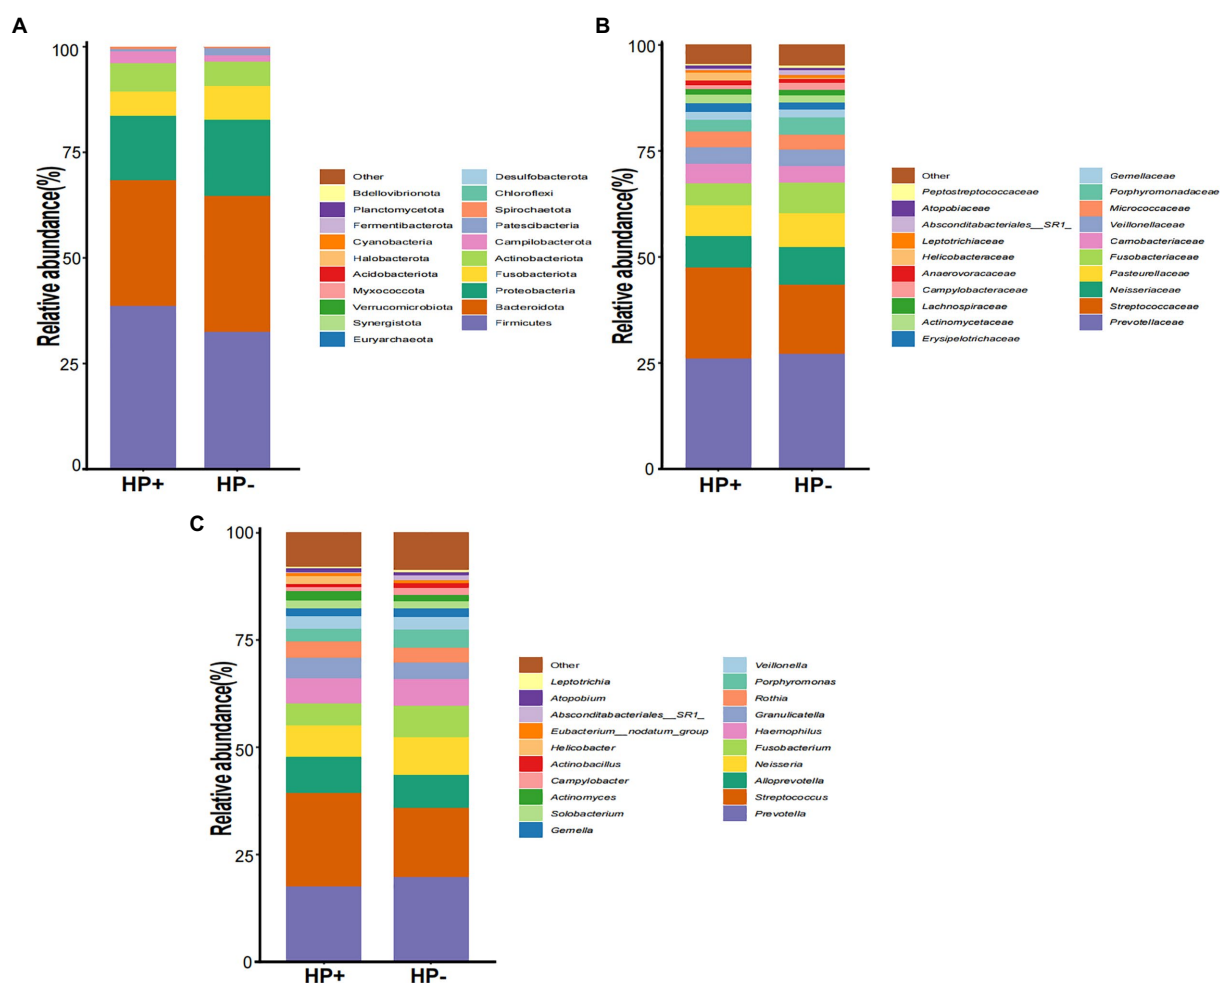 A
Relative abundance(%)
100
75
50
25
0
HP+ HP-
Other
Bdellovibrionota
Planctomycetota
Fermentibacterota
Cyanobacteria
Halobacterota
Acidobacteriota
Myxococcota
Verrucomicrobiota
Synergistota
Euryarchaeota
Desulfobacterota
Chloroflexi
Spirochaetota
Patescibacteria
Campilobacterota
Actinobacteriota
Fusobacteriota
Proteobacteria
Bacteroidota
Firmicutes
B
Relative abundance(%)
100
75
50
25
0
HP+ HP-
Other
Peptostreptococcaceae
Atopobiaceae
Absconditabacteriales__SR1_
Leptotrichiaceae
Helicobacteraceae
Anaerovoracaceae
Campylobacteraceae
Lachnospiraceae
Actinomycetaceae
Erysipelotrichaceae
Gemellaceae
Porphyromonadaceae
Micrococcaceae
Veillonellaceae
Carnobacteriaceae
Fusobacteriaceae
Pasteurellaceae
Neisseriaceae
Streptococcaceae
Prevotellaceae
C
Relative abundance(%)
100
75
50
25
0
HP+ HP-
Other
Leptotrichia
Atopobium
Absconditabacteriales__SR1_
Eubacterium__nodatum_group
Helicobacter
Actinobacillus
Campylobacter
Actinomyces
Solobacterium
Gemella
Veillonella
Porphyromonas
Rothia
Granulicatella
Haemophilus
Fusobacterium
Neisseria
Alloprevotella
Streptococcus
Prevotella